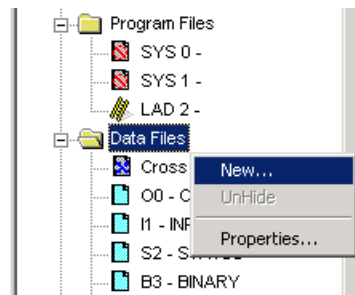 Program Files
SYS 0 -
SYS 1 -
LAD 2 -
Data Files
Cross
New...
O0 - O
UnHide
I1 - INP
Properties...
S2 - STATUS
B3 - BINARY